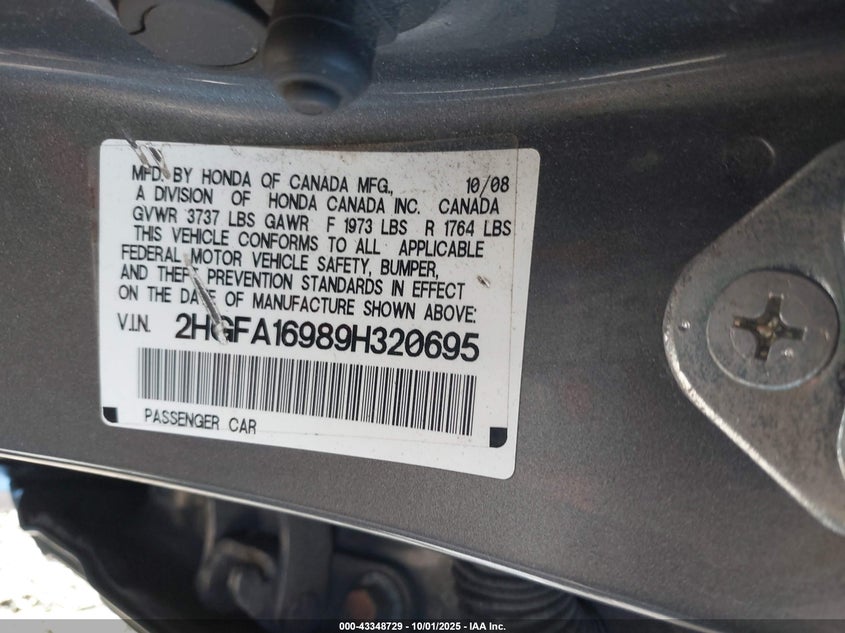 MFD. BY HONDA OF CANADA MFG., 10/08
A DIVISION OF HONDA CANADA INC. CANADA
GVWR 3737 LBS GAWR F 1973 LBS R 1764 LBS
THIS VEHICLE CONFORMS TO ALL APPLICABLE
FEDERAL MOTOR VEHICLE SAFETY, BUMPER,
AND THEFT PREVENTION STANDARDS IN EFFECT
ON THE DATE OF MANUFACTURE SHOWN ABOVE:
V.I.N. 2HGFA16989H320695
PASSENGER CAR
000-43348729 - 10/01/2025 - IAA Inc.